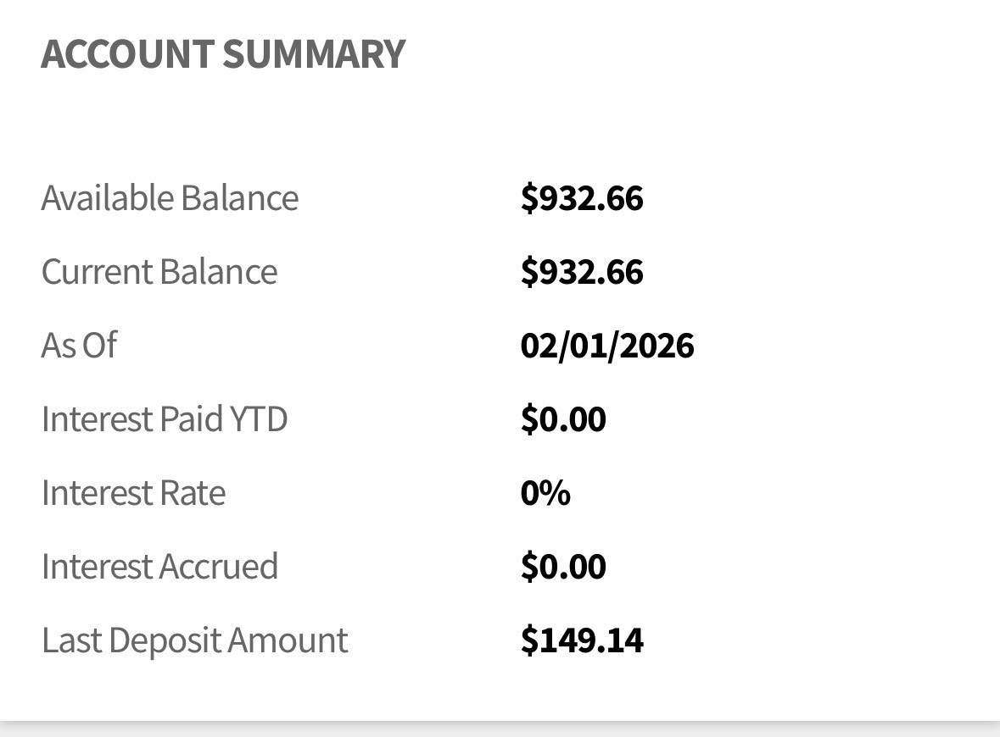 ACCOUNT SUMMARY
Available Balance $932.66
Current Balance $932.66
As Of 02/01/2026
Interest Paid YTD $0.00
Interest Rate 0%
Interest Accrued $0.00
Last Deposit Amount $149.14